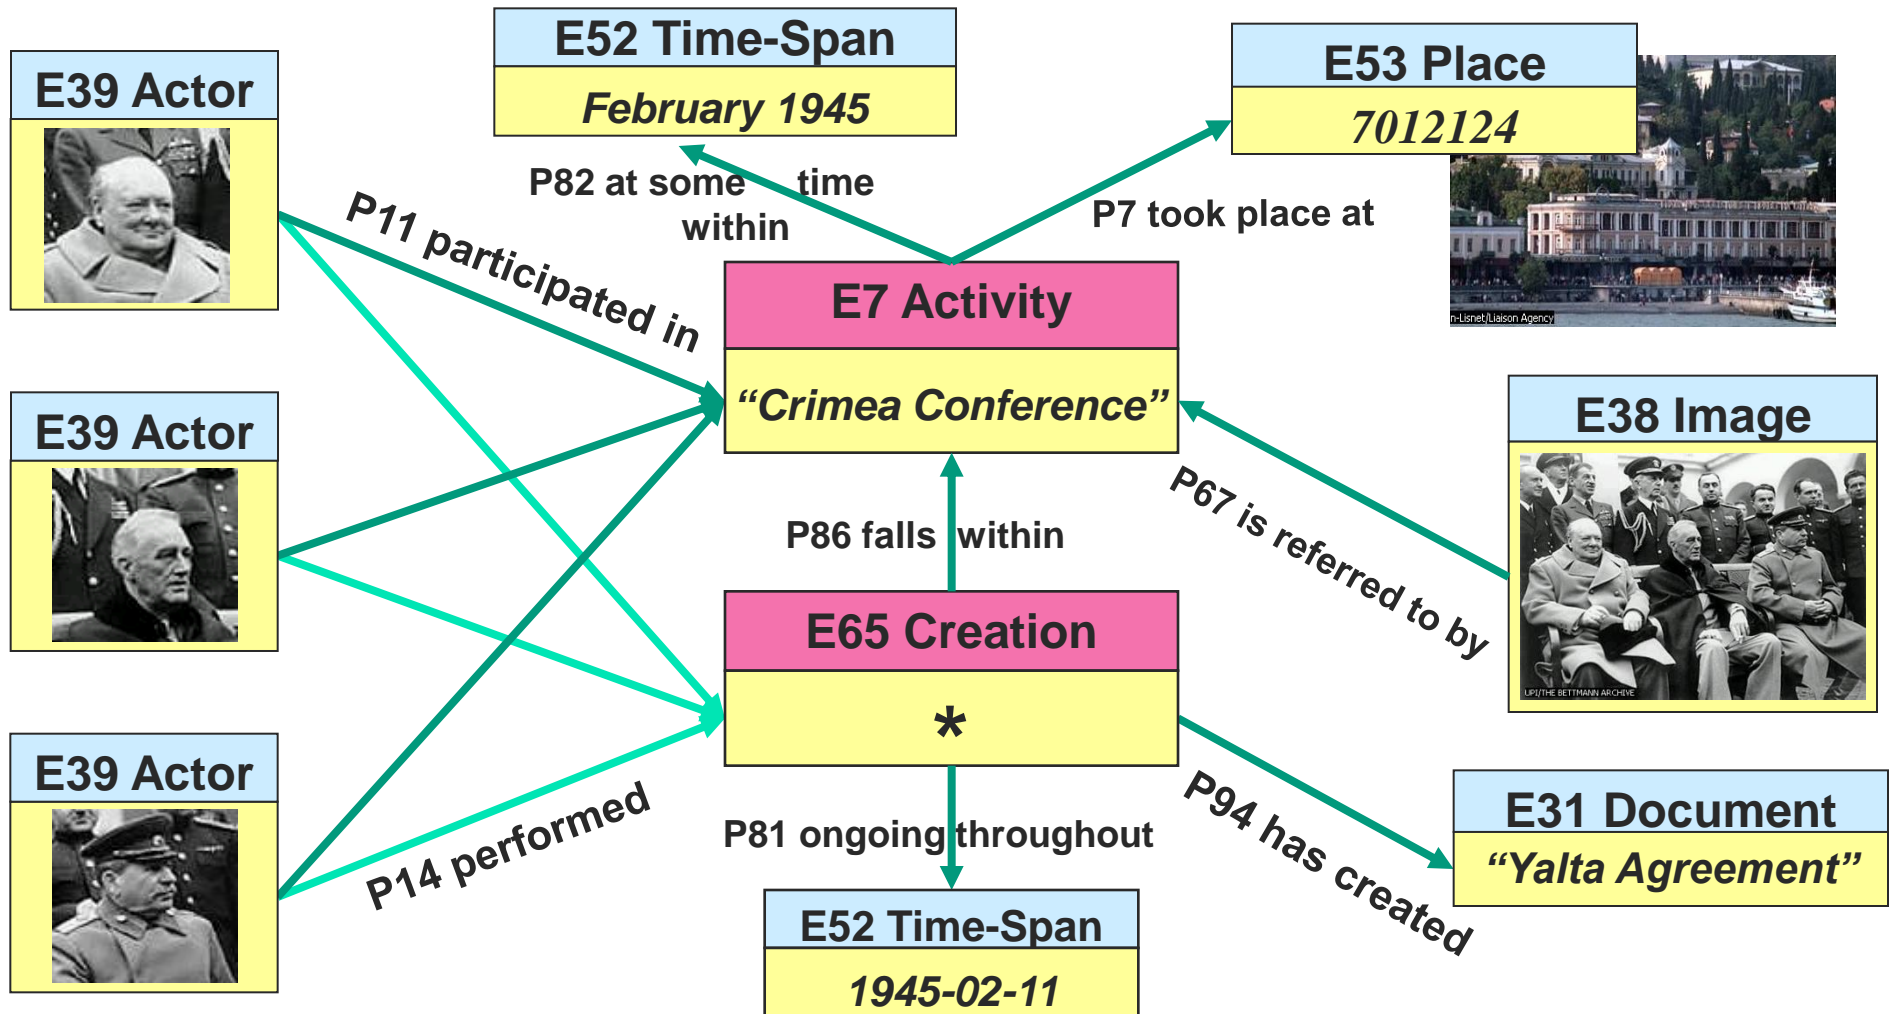 E52 Time-Span
February 1945
E53 Place
7012124
E39 Actor
P82 at some time
within
P7 took place at
n-Lisnet/Liaison Agency
P11 participated in
E7 Activity
“Crimea Conference”
E39 Actor
E38 Image
UPI/THE BETTMANN ARCHIVE
P67 is referred to by
P86 falls within
E65 Creation
*
E39 Actor
P14 performed
P81 ongoing throughout
P94 has created
E31 Document
“Yalta Agreement”
E52 Time-Span
1945-02-11